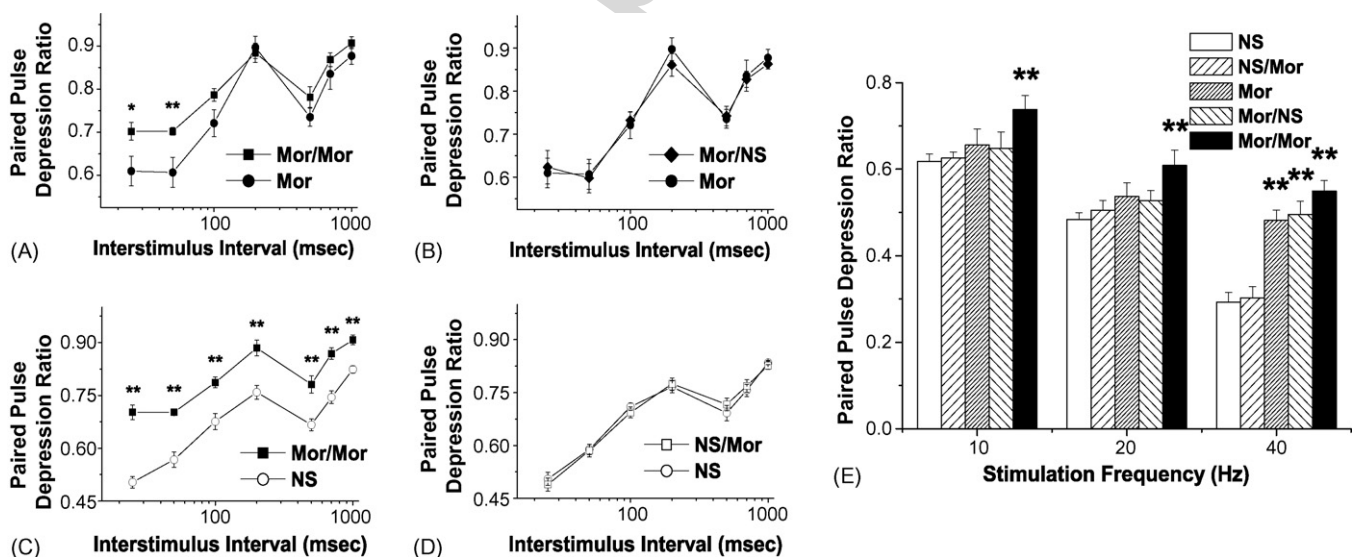 Paired Pulse
Depression Ratio
0.9
0.8
0.7
0.6
*
**
Mor/Mor
Mor
100
1000
(A)
Interstimulus Interval (msec)
Paired Pulse
Depression Ratio
0.9
0.8
0.7
0.6
Mor/NS
Mor
100
1000
(B)
Interstimulus Interval (msec)
Paired Pulse
Depression Ratio
0.90
0.75
0.60
0.45
**
**
**
**
**
**
**
Mor/Mor
NS
100
1000
(C)
Interstimulus Interval (msec)
Paired Pulse
Depression Ratio
0.90
0.75
0.60
0.45
NS/Mor
NS
100
1000
(D)
Interstimulus Interval (msec)
NS
NS/Mor
Mor
Mor/NS
Mor/Mor
Paired Pulse Depression Ratio
0.8
0.6
0.4
0.2
0.0
**
**
**
**
**
10
20
40
(E)
Stimulation Frequency (Hz)